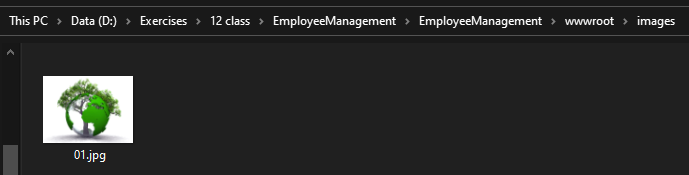 This PC > Data (D:) > Exercises > 12 class > EmployeeManagement > EmployeeManagement > wwwroot > images
01.jpg